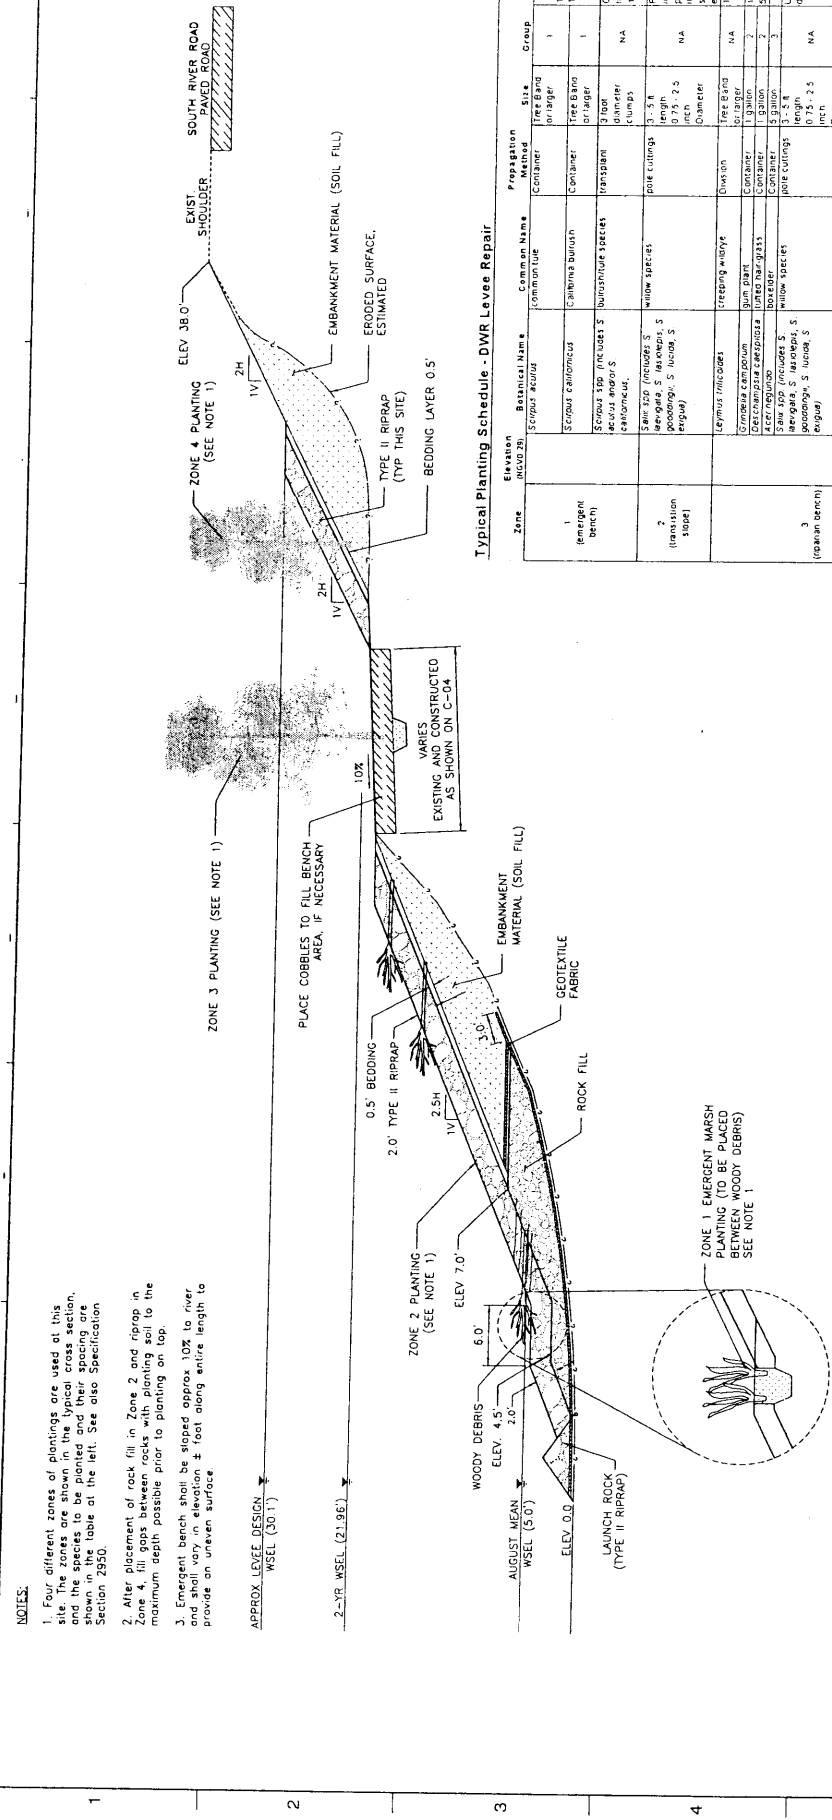 NOTES:
1. Four different zones of plantings are used at this
site. The zones are shown in the typical cross section,
and the species to be planted and their spacing are
shown in the table at the left. See also Specification
Section 2950.
2. After placement of rock fill in Zone 2 and riprap in
Zone 4, fill gaps between rocks with planting soil to the
maximum depth possible prior to planting on top.
3. Emergent bench shall be sloped approx 10% to river
and shall vary in elevation ± foot along entire length to
provide an uneven surface.
APPROX LEVEE DESIGN
WSEL (30.1')
2-YR WSEL (21.96')
AUGUST MEAN
WSEL (5.0')
ELEV 0.0
LAUNCH ROCK
(TYPE II RIPRAP)
WOODY DEBRIS
ELEV. 4.5'
2.0'
6.0'
ZONE 2 PLANTING
(SEE NOTE 1)
ELEV 7.0'
0.5' BEDDING
2.0' TYPE II RIPRAP
2.5H
1V
3.0'
ROCK FILL
GEOTEXTILE
FABRIC
EMBANKMENT
MATERIAL (SOIL FILL)
ZONE 1 EMERGENT MARSH
PLANTING (TO BE PLACED
BETWEEN WOODY DEBRIS)
SEE NOTE 1
ZONE 3 PLANTING (SEE NOTE 1)
PLACE COBBLES TO FILL BENCH
AREA, IF NECESSARY
10%
VARIES
EXISTING AND CONSTRUCTED
AS SHOWN ON C-04
ZONE 4 PLANTING
(SEE NOTE 1)
2H
1V
2H
1V
TYPE II RIPRAP
(TYP THIS SITE)
BEDDING LAYER 0.5'
ELEV 38.0'
EXIST.
SHOULDER
SOUTH RIVER ROAD
PAVED ROAD
EMBANKMENT MATERIAL (SOIL FILL)
ERODED SURFACE,
ESTIMATED
Typical Planting Schedule - DWR Levee Repair
Zone Elevation (NGVD 29) Botanical Name Common Name Propagation Method Size Group
1 (emergent bench)
Scirpus acutus common tule Container Tree Band or larger 1
Scirpus californicus California bulrush Container Tree Band or larger 1
Scirpus spp (includes S acutus and/or S californicus, bulrush/tule species transplant 3 foot diameter clumps NA
2 (transistion slope)
Salix spp (includes S laevigata, S lasiolepis, S gooddingii, S lucida, S exigua) willow species pole cuttings 3 - 5 ft length 0 75 - 2 5 inch Diameter NA
3 (riparian bench)
Leymus triticoides creeping wildrye Division Tree Band or larger NA
Grindelia camporum gum plant Container 1 gallon 2
Deschampsia caespitosa tufted hair-grass Container 1 gallon 2
Acer negundo boxelder Container 5 gallon 3
Salix spp (includes S laevigata, S lasiolepis, S. gooddingii, S lucida, S exigua) willow species pole cuttings 3 - 5 ft length 0 75 - 2 5 inch NA
1
2
3
4